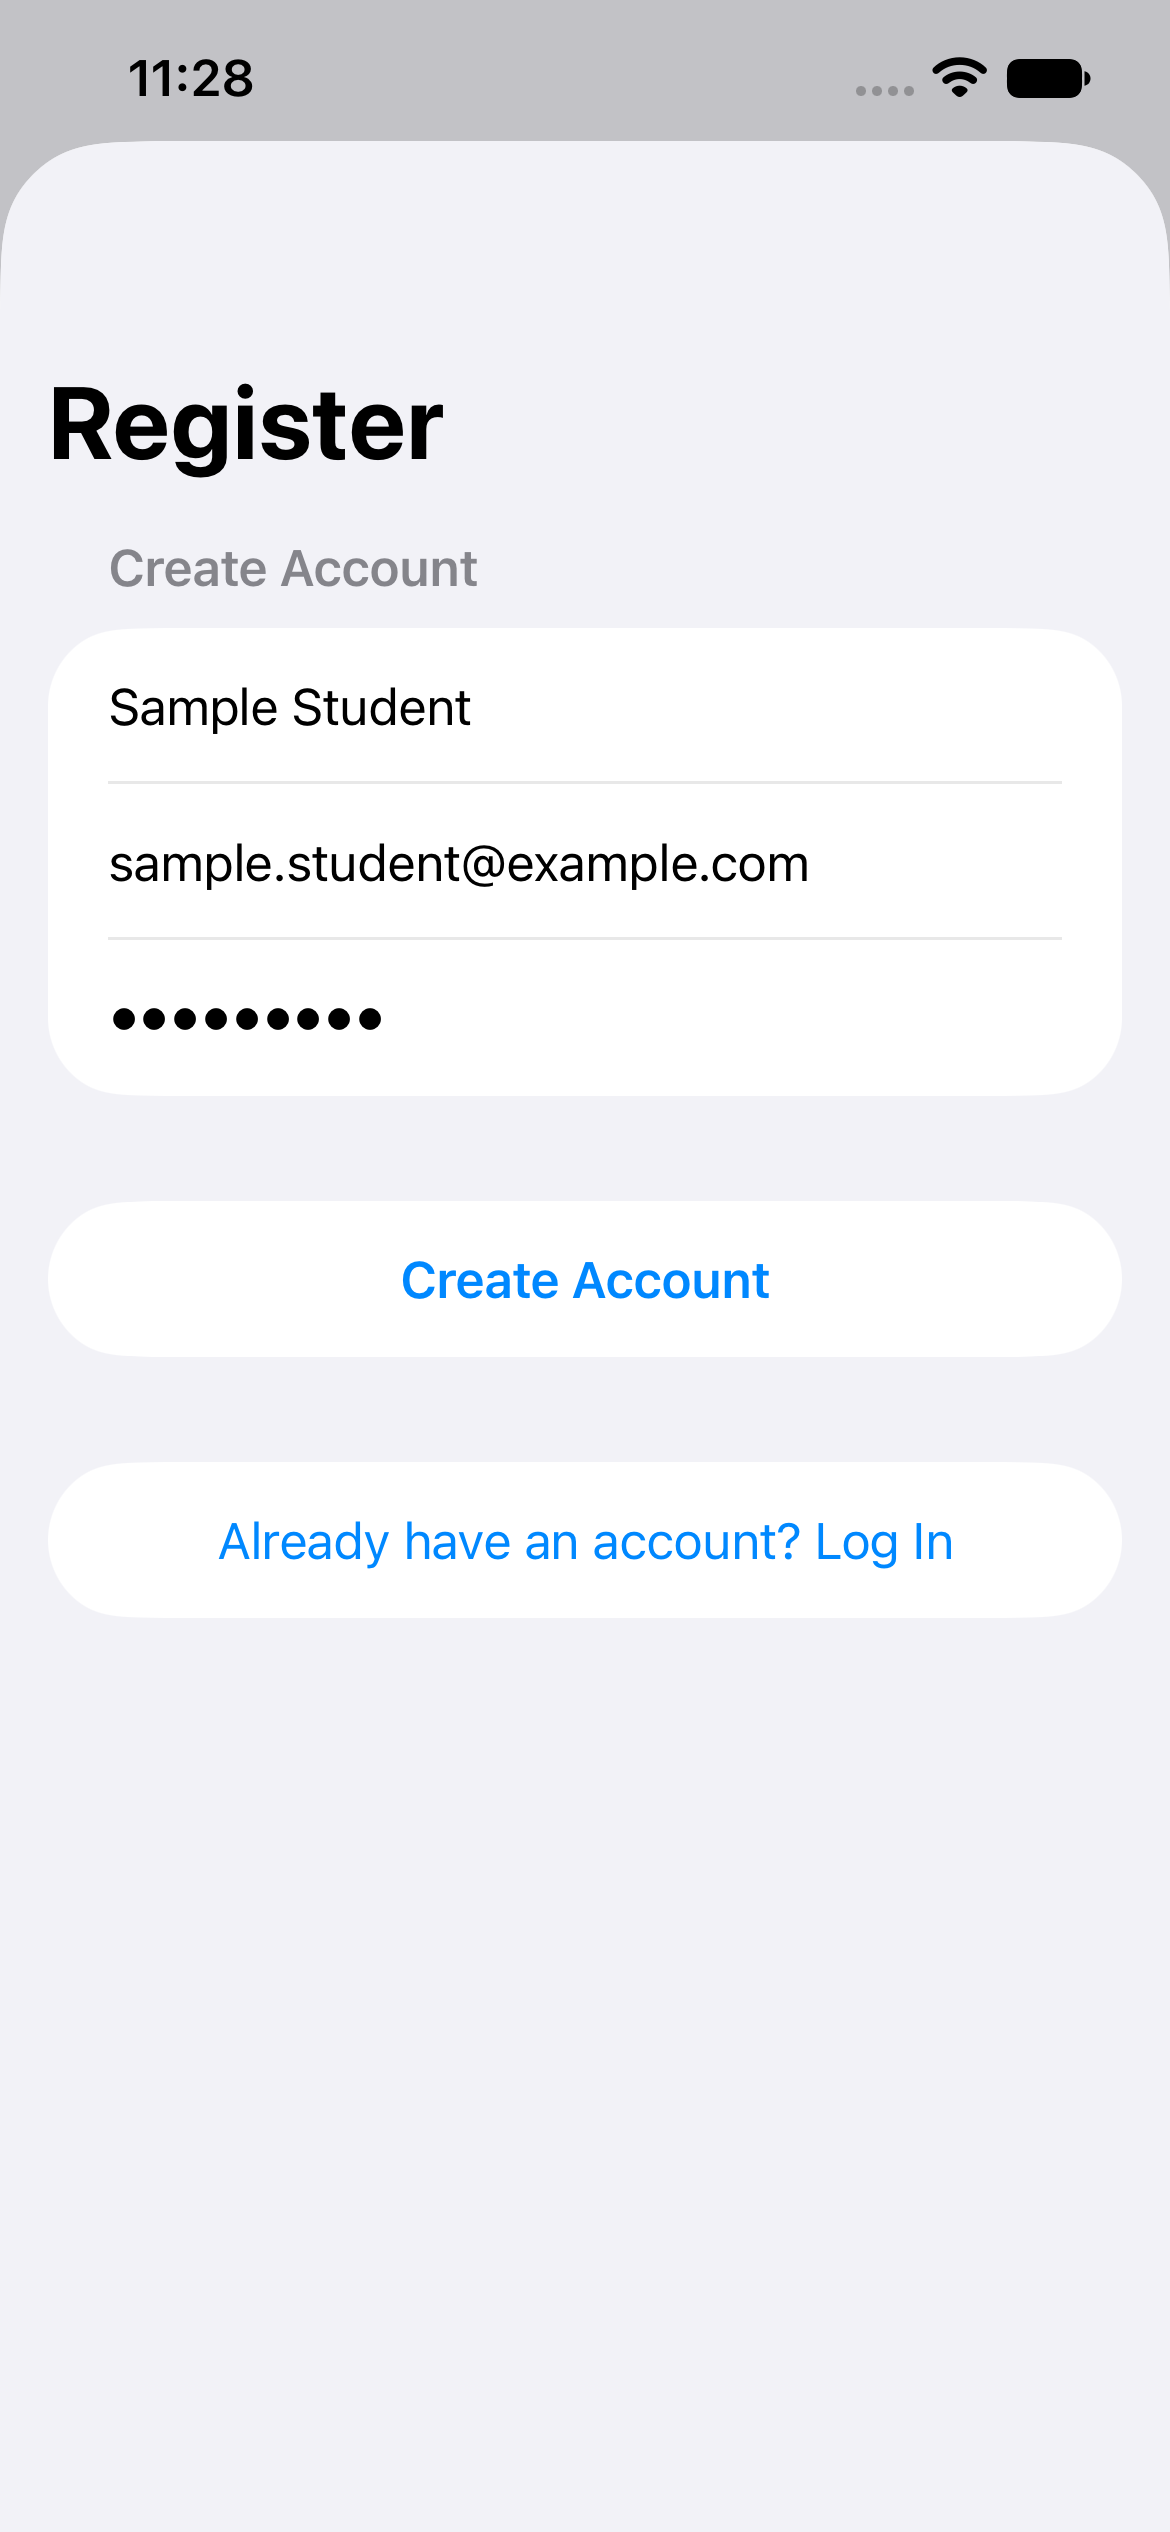 11:28
Register
Create Account
Sample Student
sample.student@example.com
•••••••••
Create Account
Already have an account? Log In